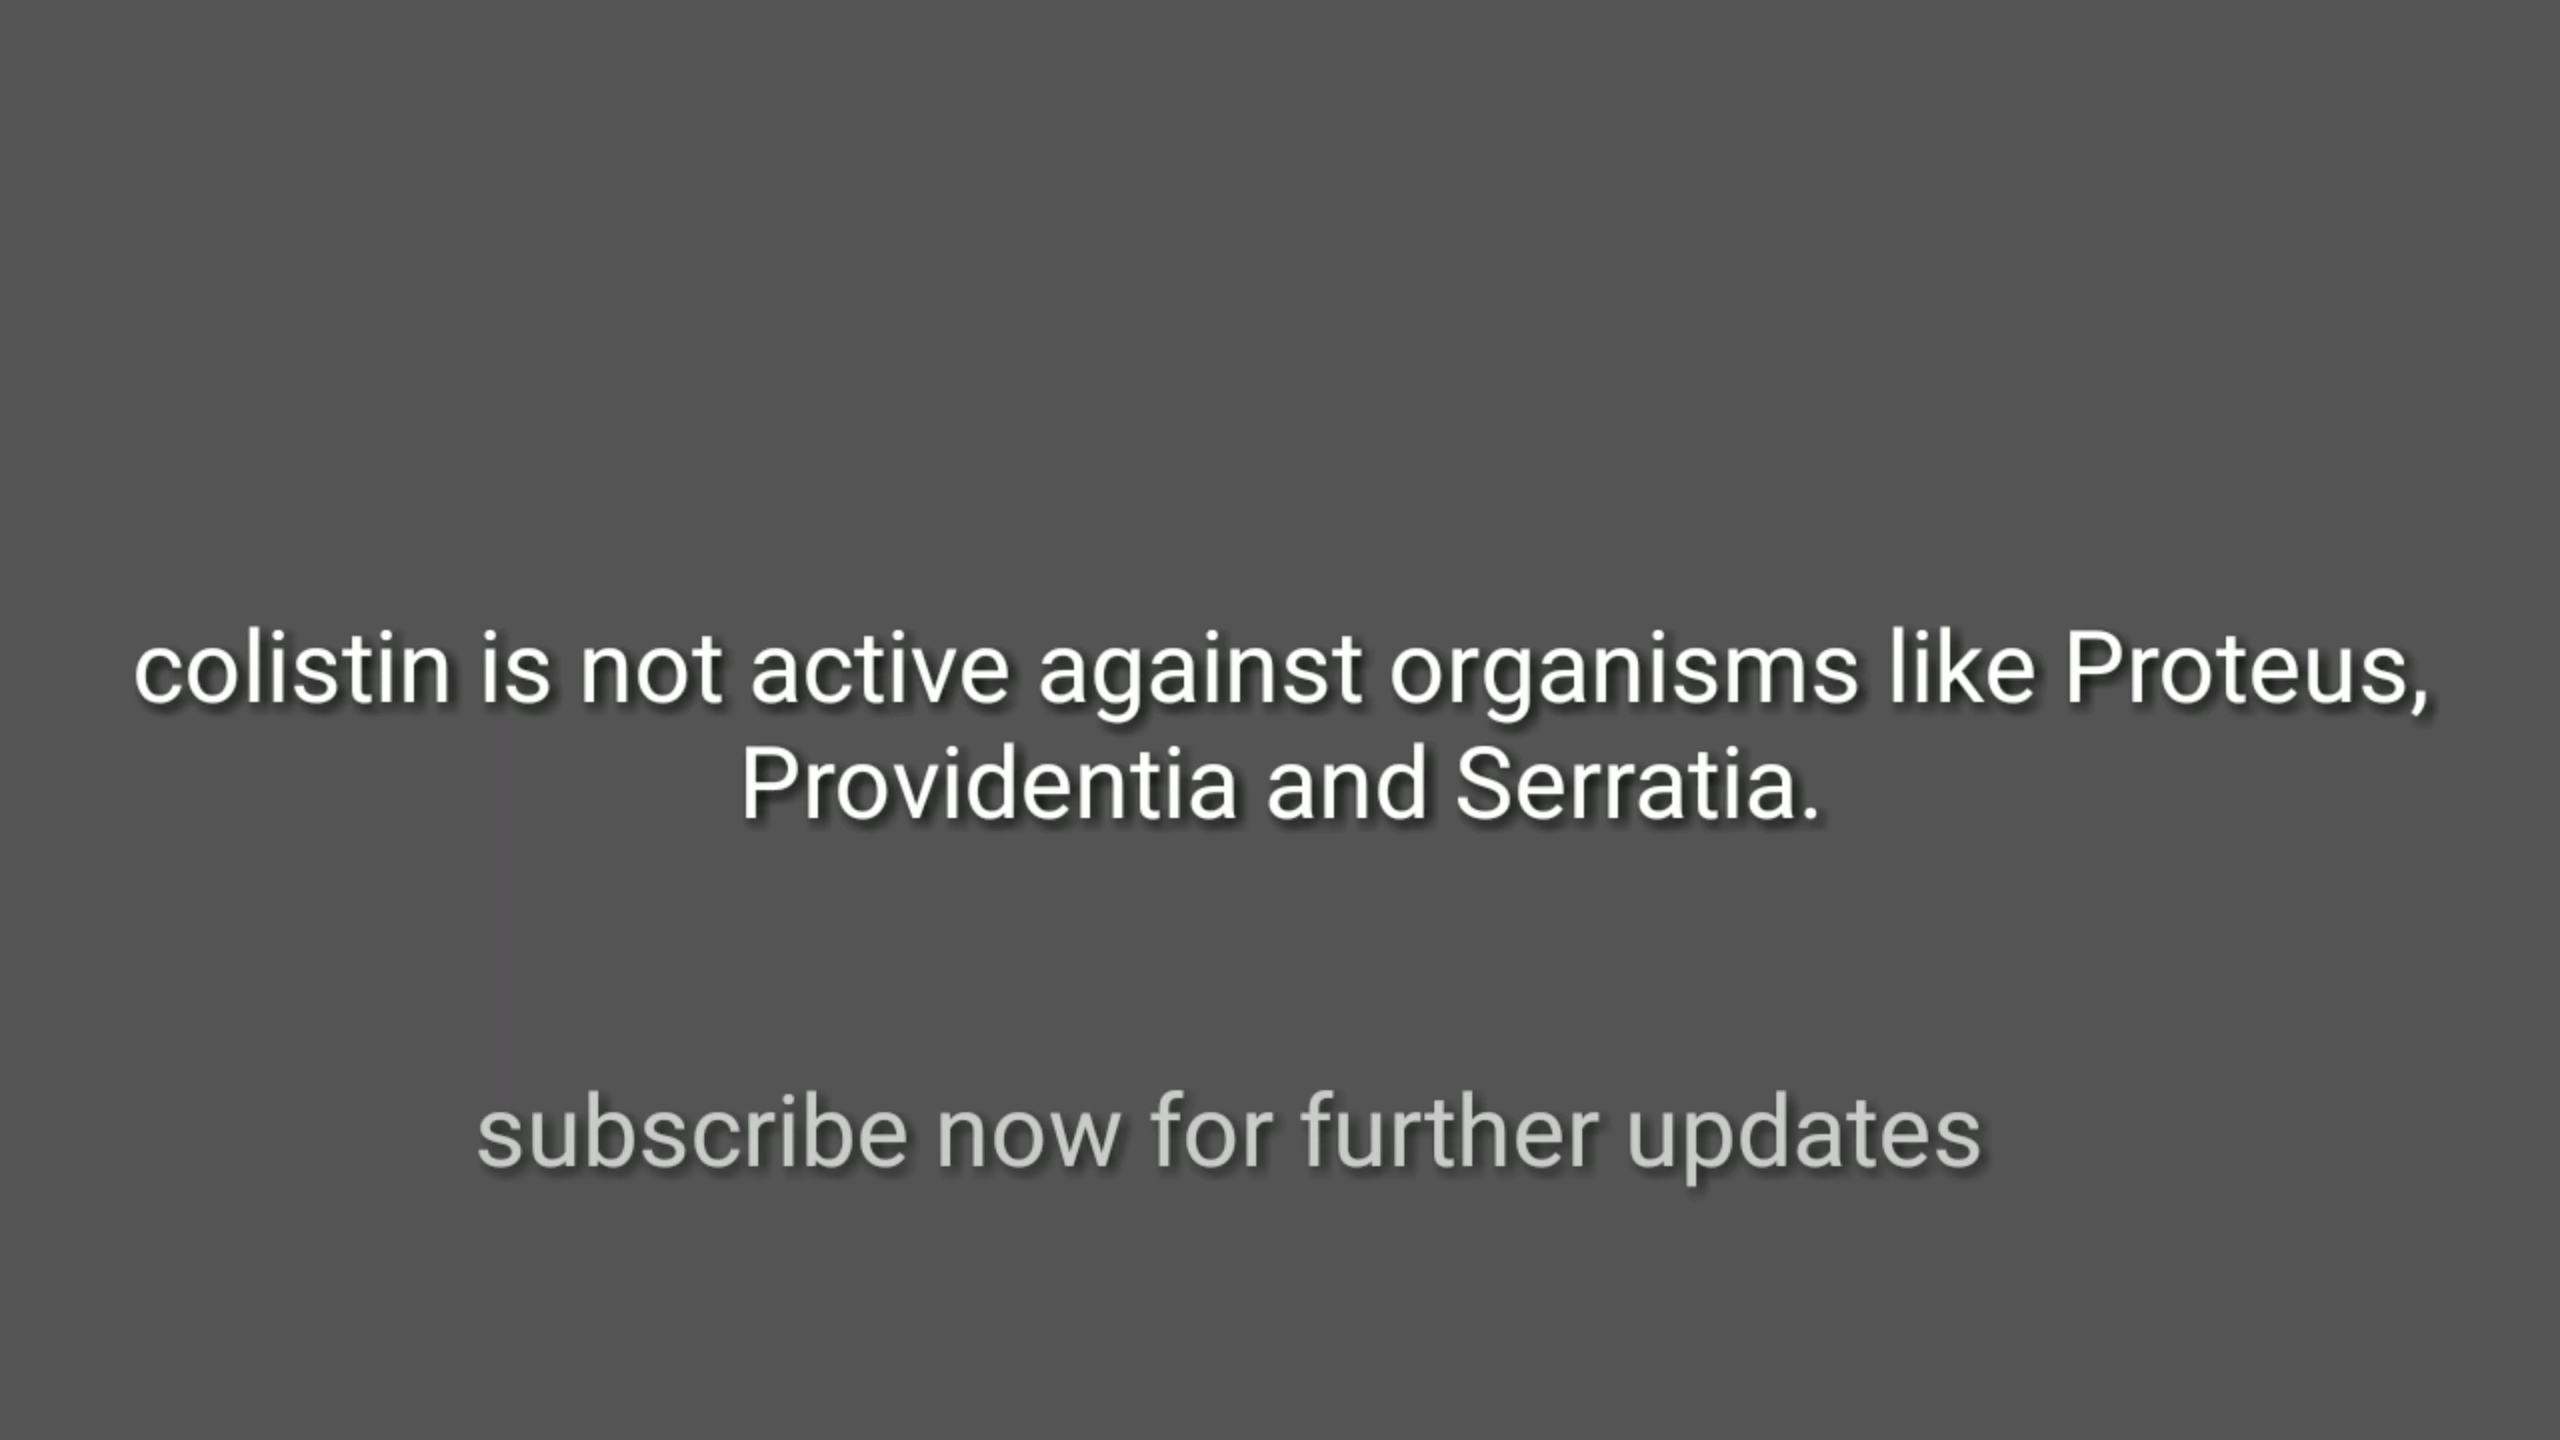 colistin is not active against organisms like Proteus,
Providentia and Serratia.
subscribe now for further updates